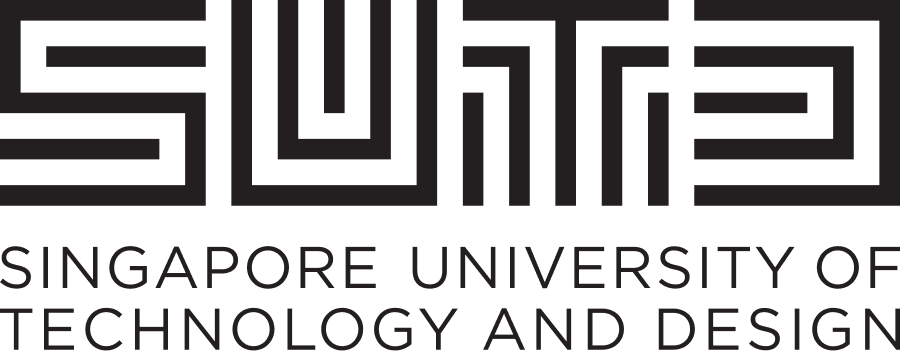 SUTD
SINGAPORE UNIVERSITY OF
TECHNOLOGY AND DESIGN